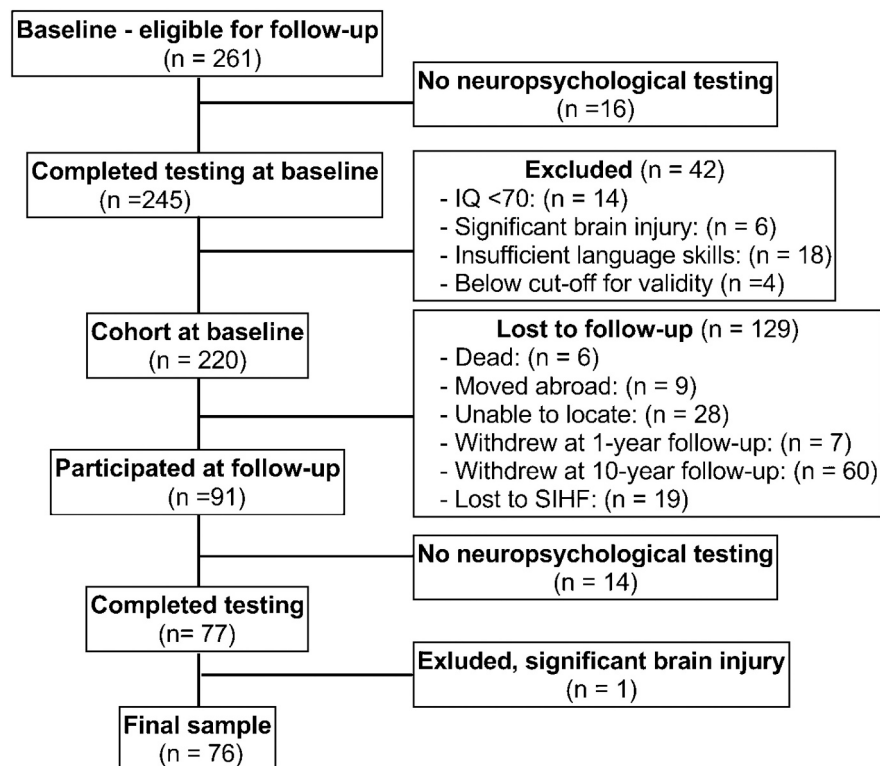 Baseline - eligible for follow-up
(n = 261)
No neuropsychological testing
(n =16)
Completed testing at baseline
(n =245)
Excluded (n = 42)
- IQ <70: (n = 14)
- Significant brain injury: (n = 6)
- Insufficient language skills: (n = 18)
- Below cut-off for validity (n =4)
Cohort at baseline
(n = 220)
Lost to follow-up (n = 129)
- Dead: (n = 6)
- Moved abroad: (n = 9)
- Unable to locate: (n = 28)
- Withdrew at 1-year follow-up: (n = 7)
- Withdrew at 10-year follow-up: (n = 60)
- Lost to SIHF: (n = 19)
Participated at follow-up
(n =91)
No neuropsychological testing
(n = 14)
Completed testing
(n= 77)
Exluded, significant brain injury
(n = 1)
Final sample
(n = 76)